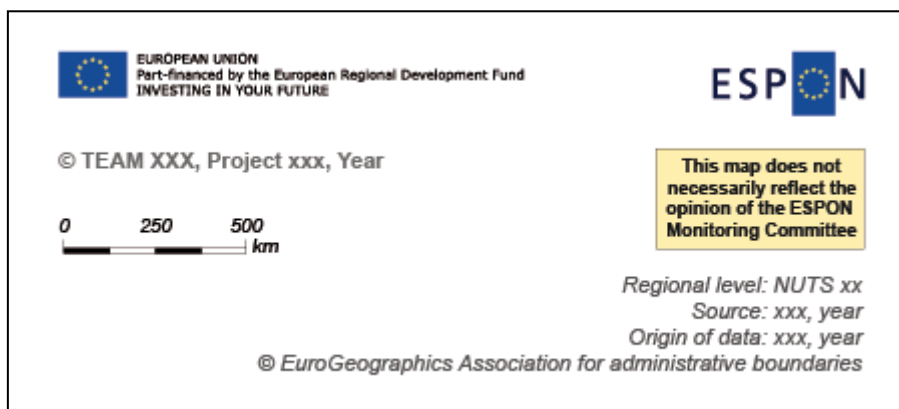 EUROPEAN UNION
Part-financed by the European Regional Development Fund
INVESTING IN YOUR FUTURE
ESPON
© TEAM XXX, Project xxx, Year
This map does not
necessarily reflect the
opinion of the ESPON
Monitoring Committee
0 250 500
km
Regional level: NUTS xx
Source: xxx, year
Origin of data: xxx, year
© EuroGeographics Association for administrative boundaries